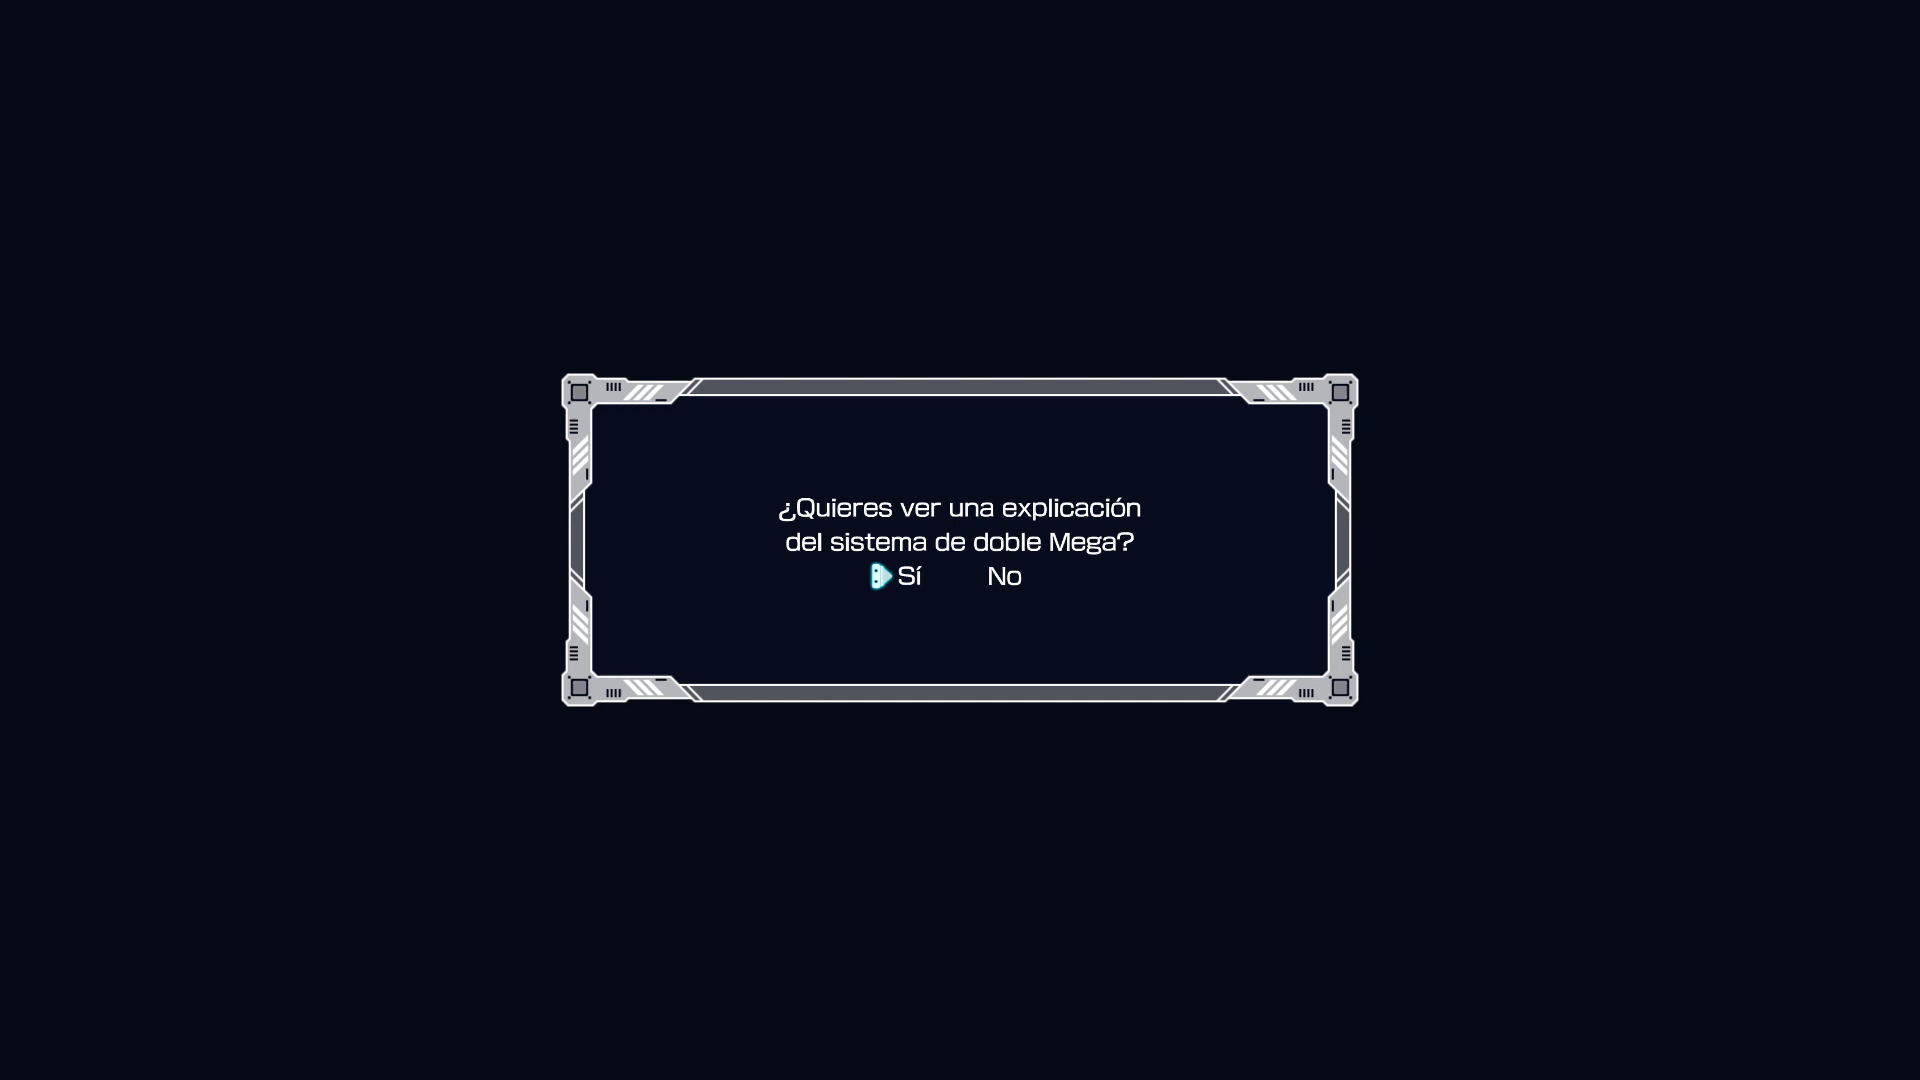 ¿Quieres ver una explicación
del sistema de doble Mega?
Sí No